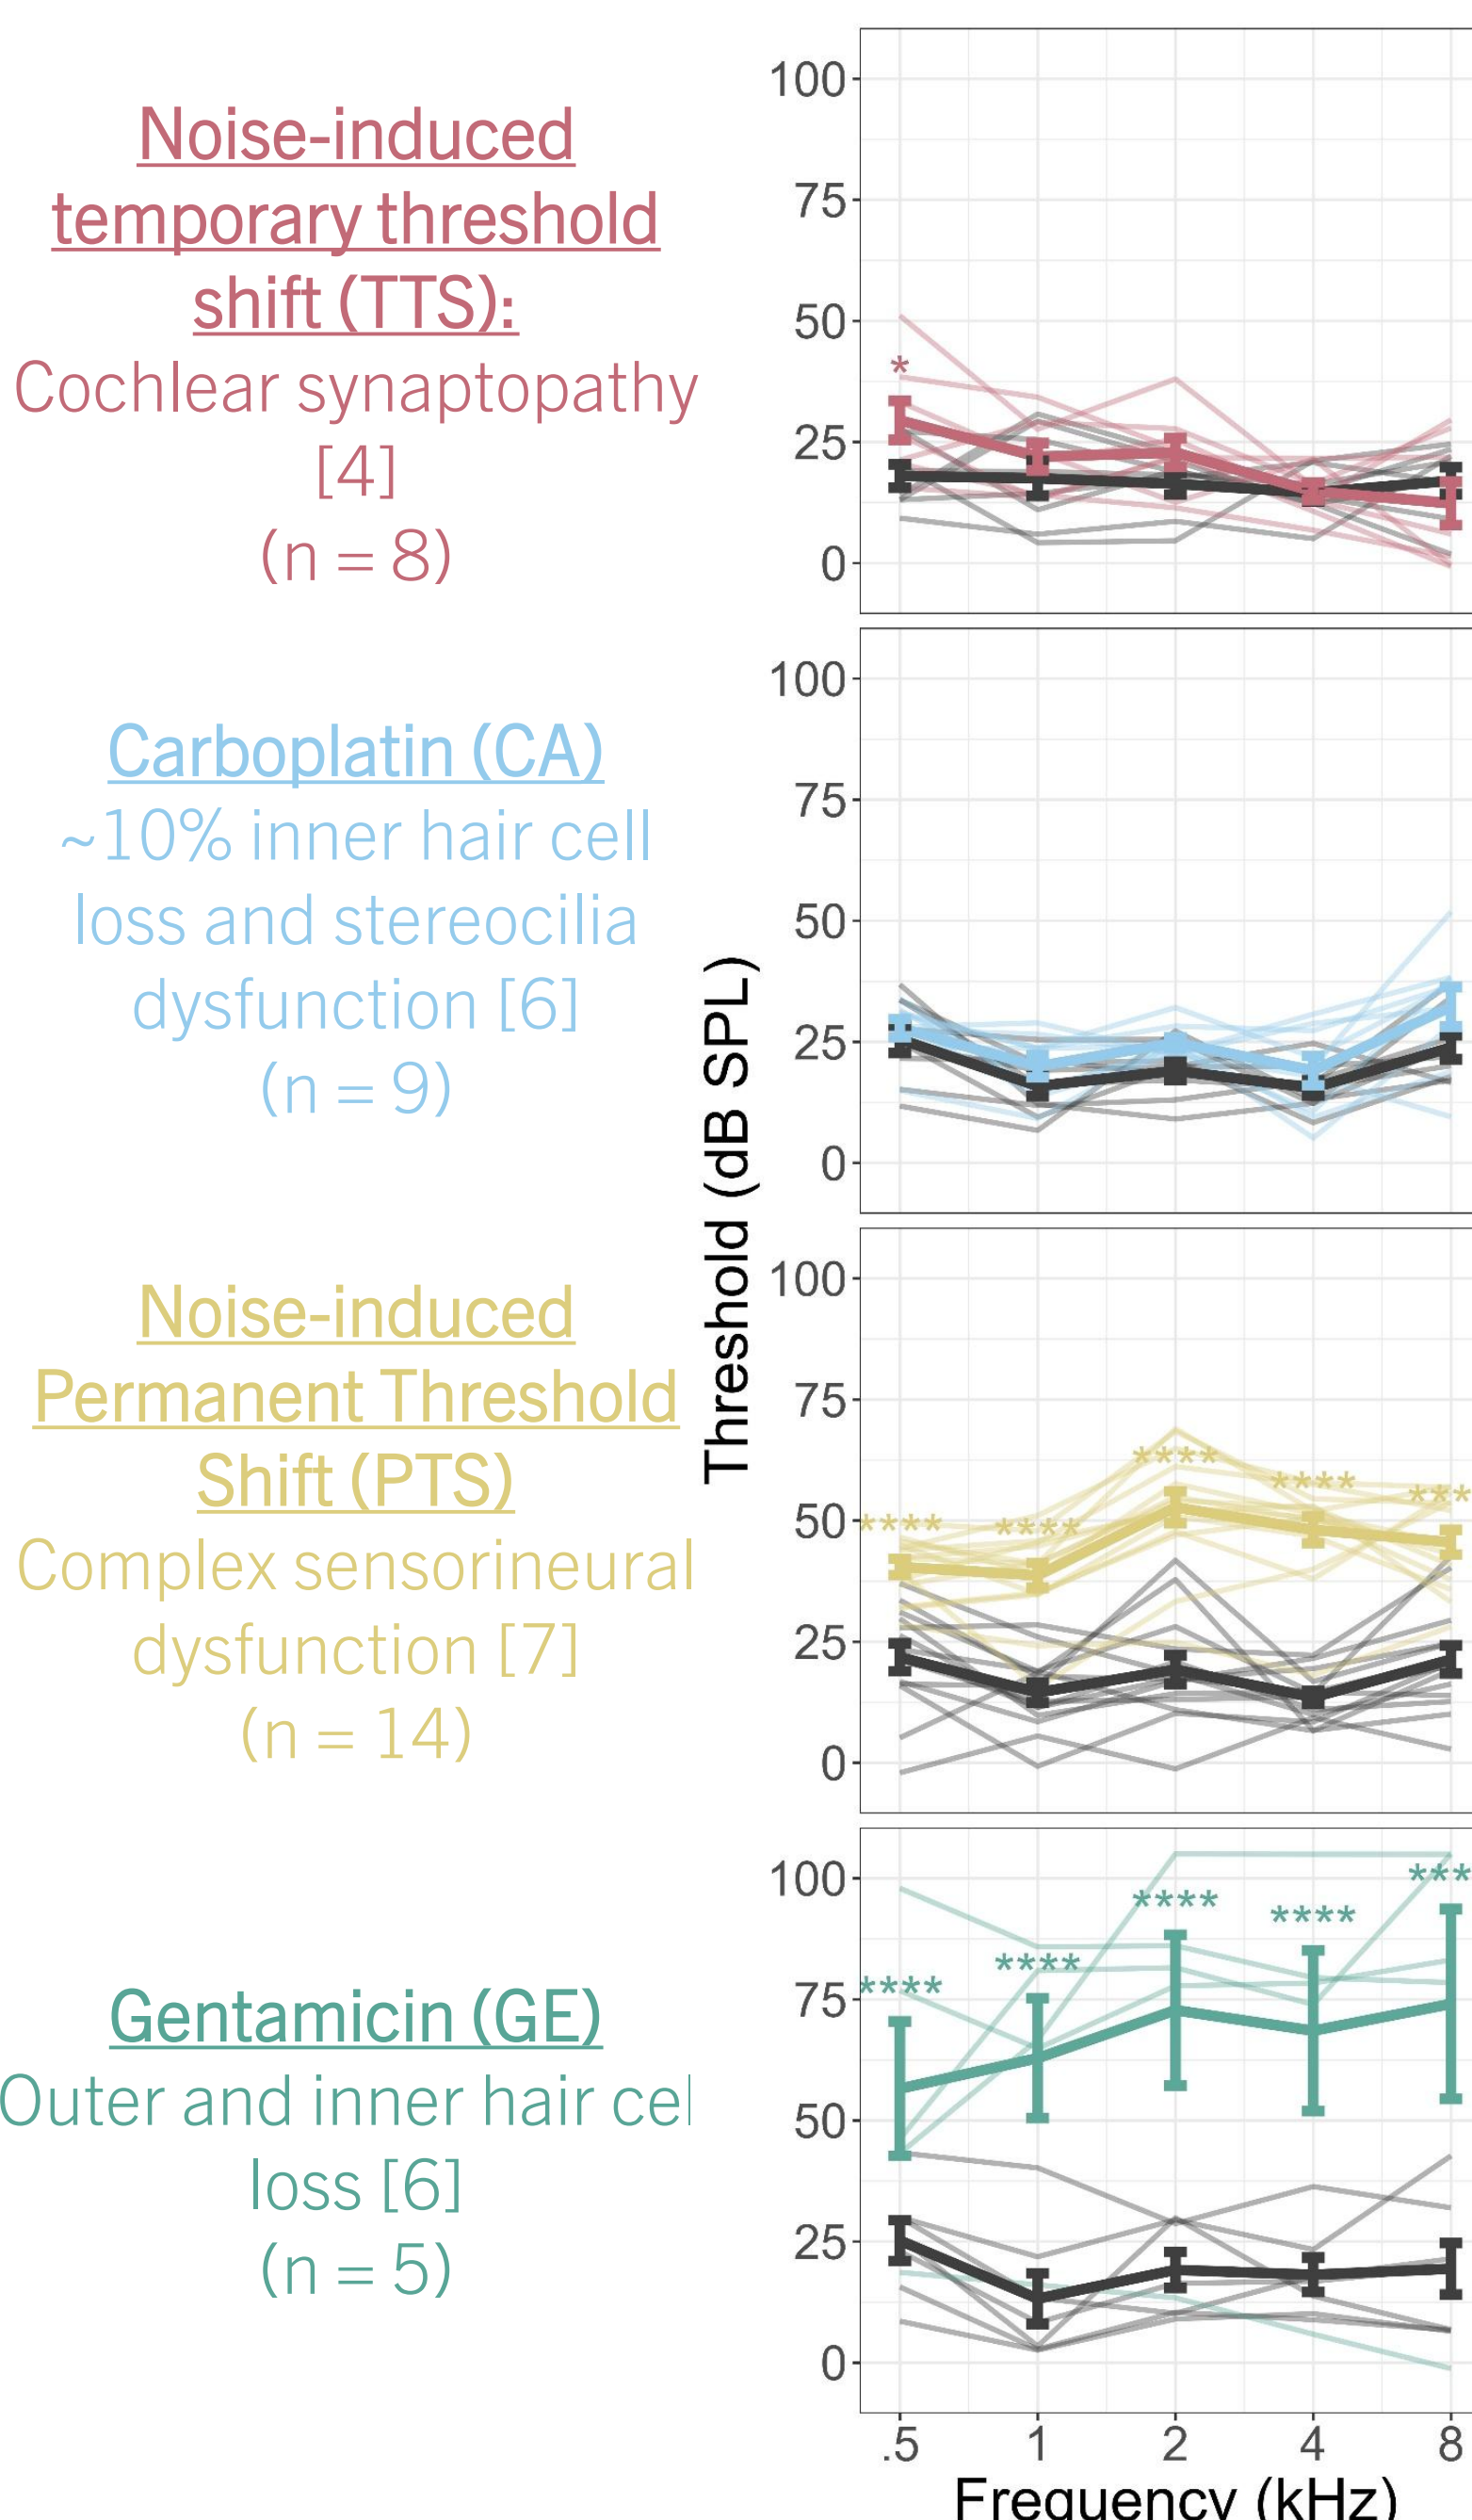 Noise-induced
temporary threshold
shift (TTS):
Cochlear synaptopathy
[4]
(n = 8)
Carboplatin (CA)
~10% inner hair cell
loss and stereocilia
dysfunction [6]
(n = 9)
Noise-induced
Permanent Threshold
Shift (PTS)
Complex sensorineural
dysfunction [7]
(n = 14)
Gentamicin (GE)
Outer and inner hair cel
loss [6]
(n = 5)
Threshold (dB SPL)
100
75
50
25
0
*
100
75
50
25
0
100
75
50
25
0
**** **** **** **** ***
100
75
50
25
0
**** **** **** **** ***
.5 1 2 4 8
Frequency (kHz)